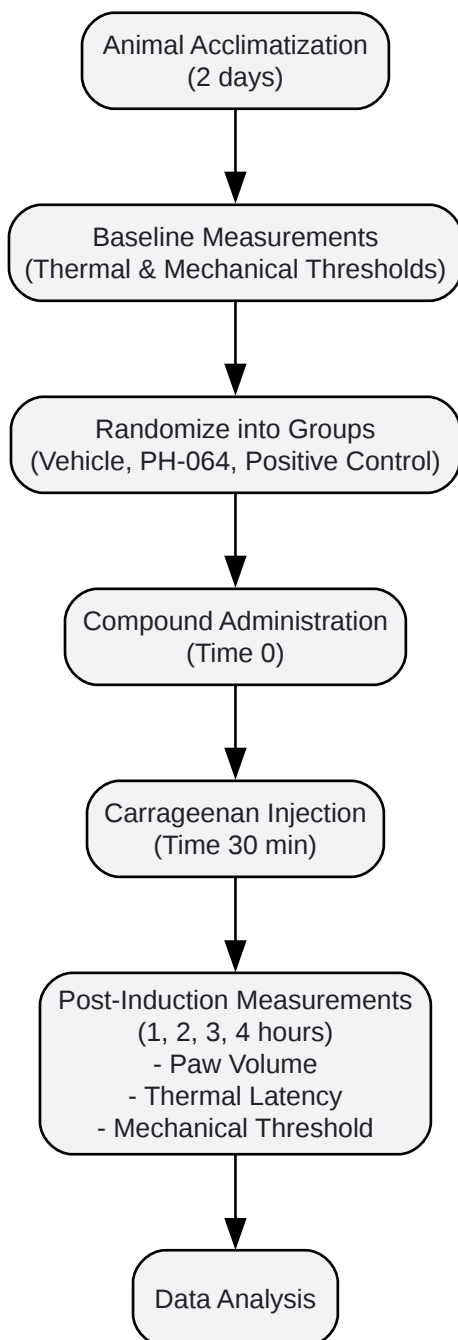 Animal Acclimatization
(2 days)
Baseline Measurements
(Thermal & Mechanical Thresholds)
Randomize into Groups
(Vehicle, PH-064, Positive Control)
Compound Administration
(Time 0)
Carrageenan Injection
(Time 30 min)
Post-Induction Measurements
(1, 2, 3, 4 hours)
- Paw Volume
- Thermal Latency
- Mechanical Threshold
Data Analysis